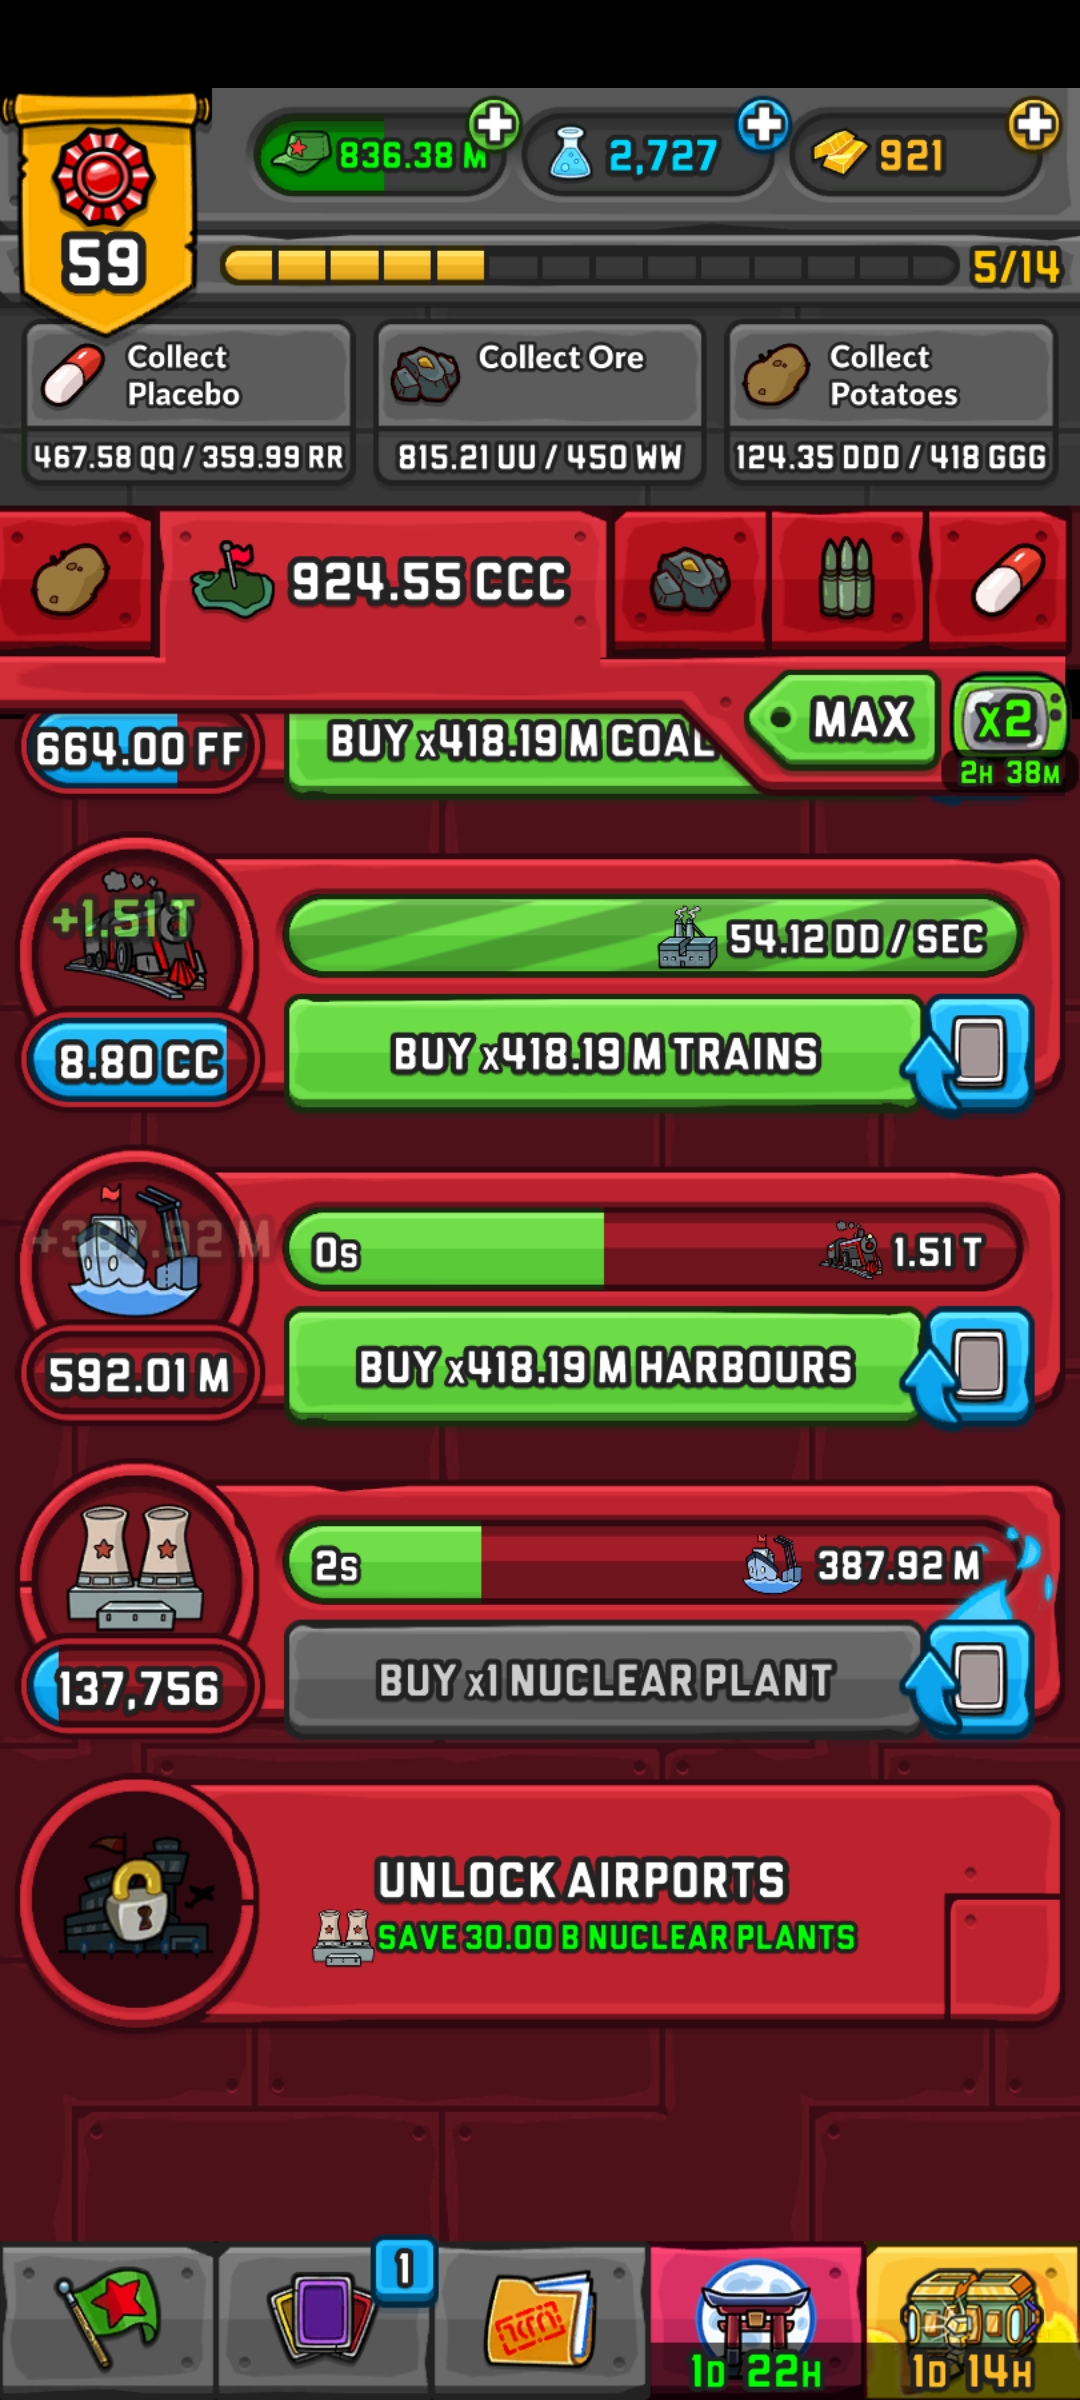 836.38 M
2,727
921
59
5/14
Collect
Placebo
467.58 QQ / 359.99 RR
Collect Ore
815.21 UU / 450 WW
Collect
Potatoes
124.35 DDD / 418 GGG
924.55 CCC
MAX
x2
2H 38M
664.00 FF
BUY x418.19 M COAL
+1.51 T
54.12 DD / SEC
8.80 CC
BUY x418.19 M TRAINS
+387.92 M
0s
1.51 T
592.01 M
BUY x418.19 M HARBOURS
2s
387.92 M
137,756
BUY x1 NUCLEAR PLANT
UNLOCK AIRPORTS
SAVE 30.00 B NUCLEAR PLANTS
1
1D 22H
1D 14H